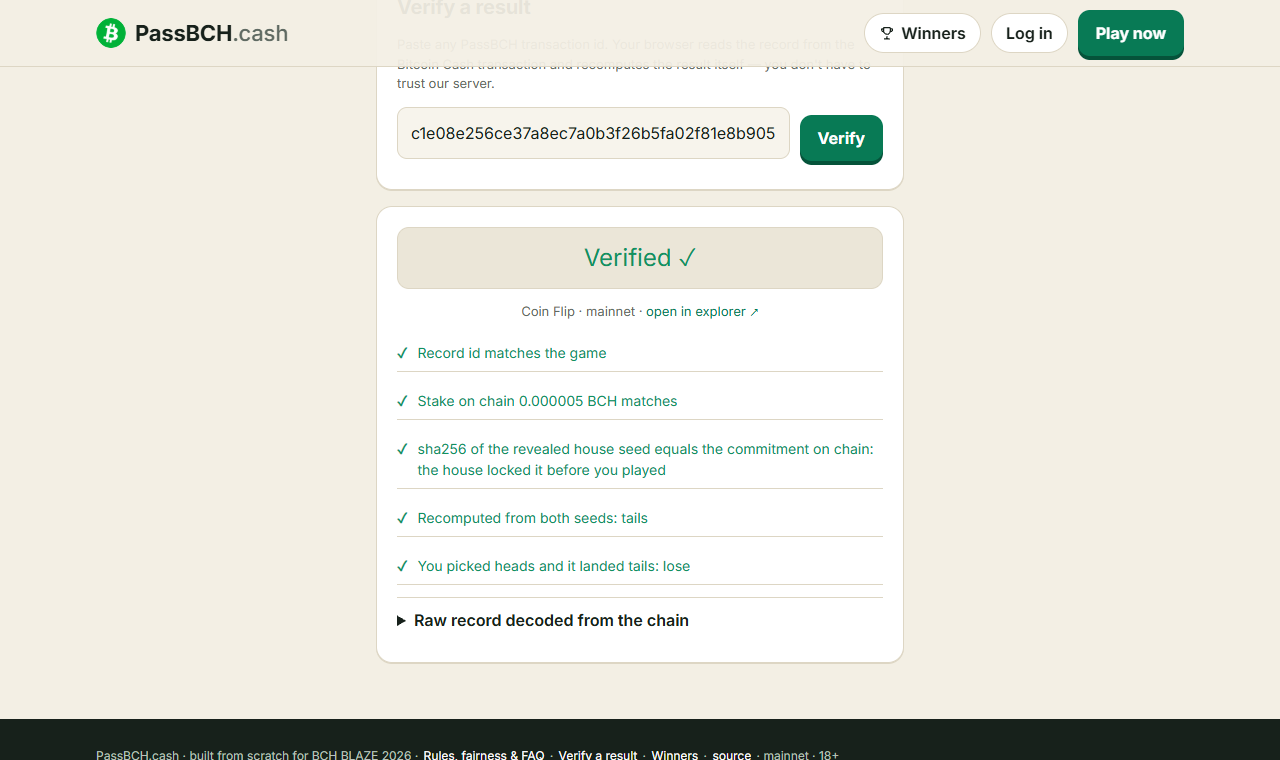 PassBCH.cash
Winners
Log in
Play now
Verify a result
Paste any PassBCH transaction id. Your browser reads the record from the
Bitcoin Cash transaction and recomputes the result itself — you don't have to
trust our server.
c1e08e256ce37a8ec7a0b3f26b5fa02f81e8b905
Verify
Verified ✓
Coin Flip · mainnet · open in explorer ↗
✓ Record id matches the game
✓ Stake on chain 0.000005 BCH matches
✓ sha256 of the revealed house seed equals the commitment on chain:
the house locked it before you played
✓ Recomputed from both seeds: tails
✓ You picked heads and it landed tails: lose
▶ Raw record decoded from the chain
PassBCH.cash · built from scratch for BCH BLAZE 2026 · Rules, fairness & FAQ · Verify a result · Winners · source · mainnet · 18+